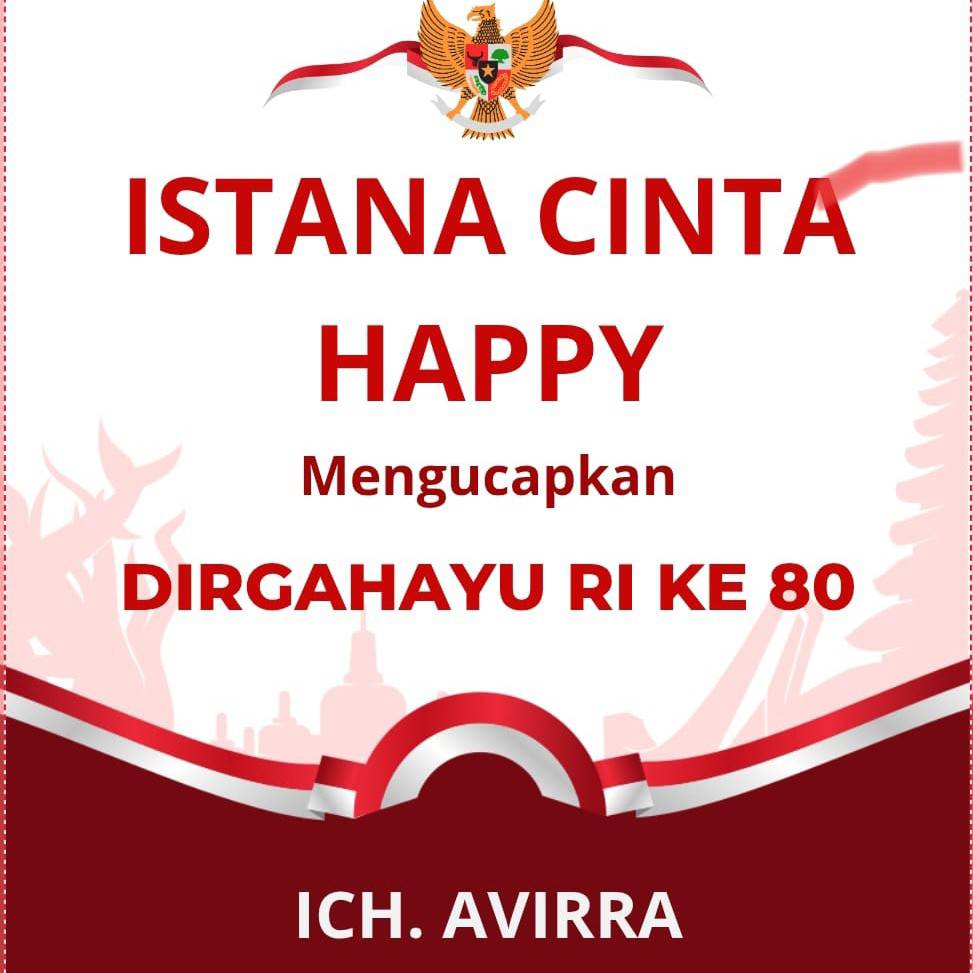 ISTANA CINTA
HAPPY
Mengucapkan
DIRGAHAYU RI KE 80
ICH. AVIRRA